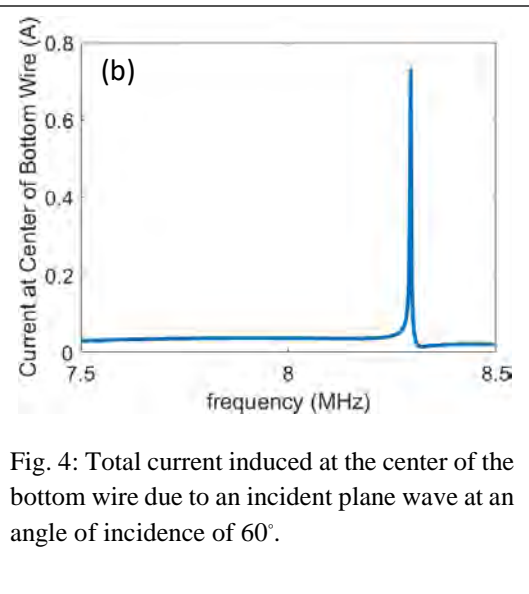 (b)
Current at Center of Bottom Wire (A)
0.8
0.6
0.4
0.2
0
7.5
8
8.5
frequency (MHz)
Fig. 4: Total current induced at the center of the
bottom wire due to an incident plane wave at an
angle of incidence of 60°.